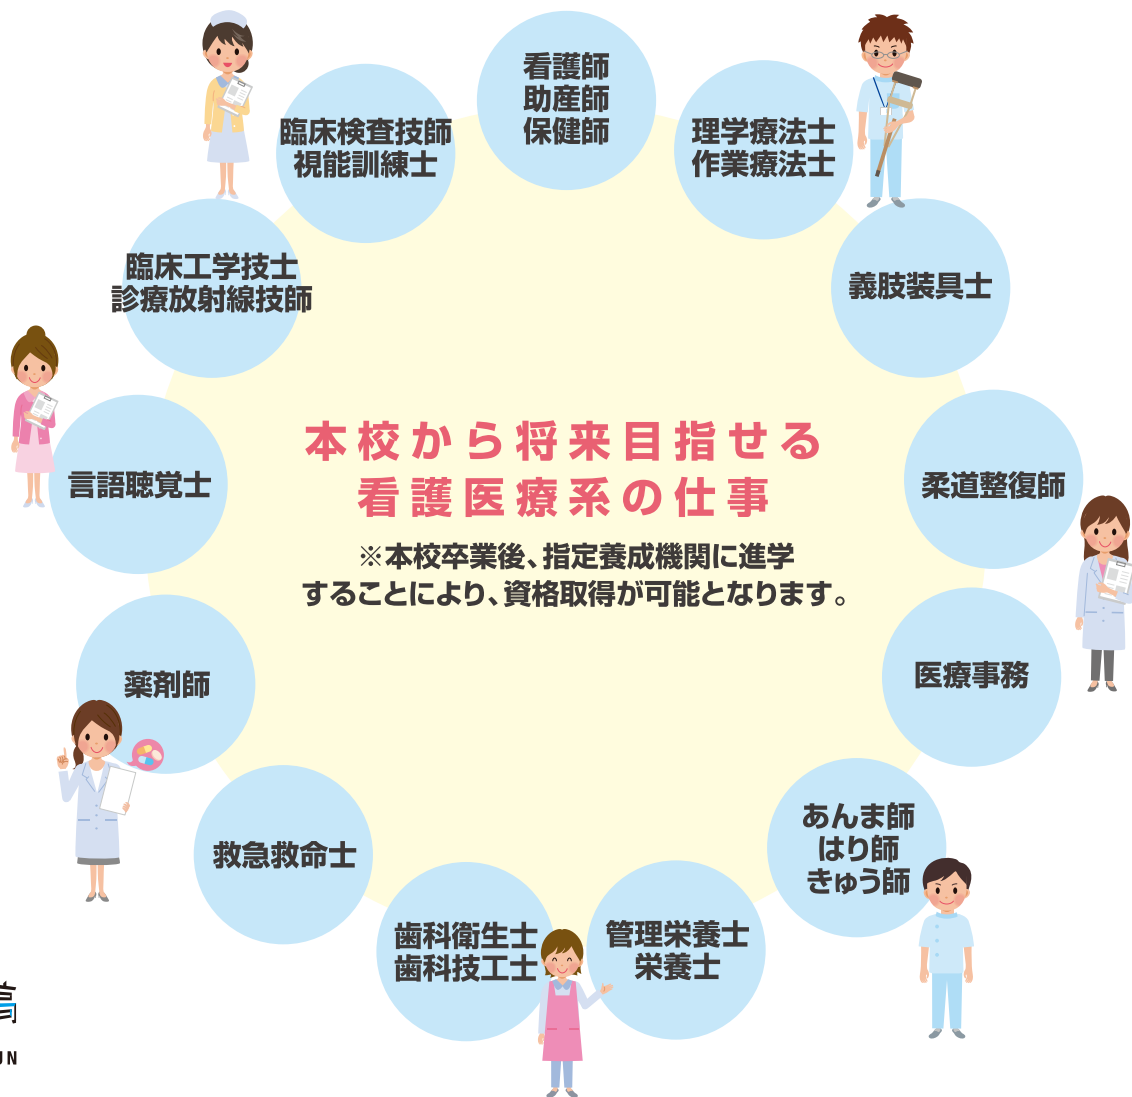 看護師
助産師
保健師
理学療法士
作業療法士
義肢装具士
柔道整復師
医療事務
あんま師
はり師
きゅう師
管理栄養士
栄養士
歯科衛生士
歯科技工士
救急救命士
薬剤師
言語聴覚士
臨床工学技士
診療放射線技師
臨床検査技師
視能訓練士
本校から将来目指せる
看護医療系の仕事
※本校卒業後、指定養成機関に進学
することにより、資格取得が可能となります。
高
UN